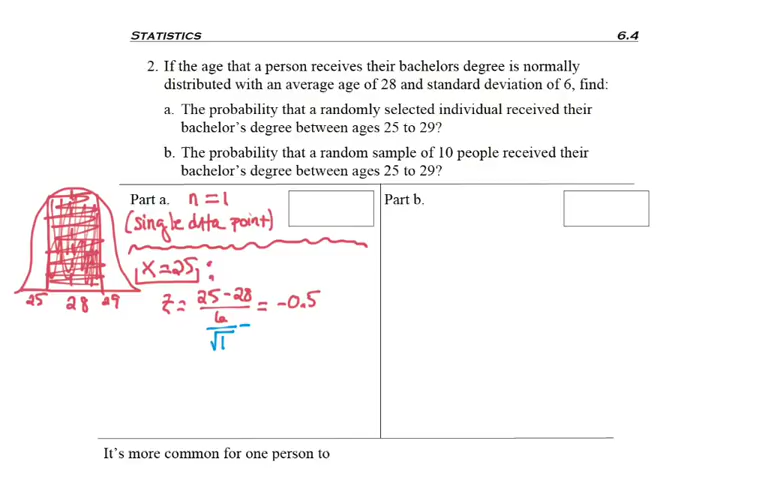 STATISTICS 6.4
2. If the age that a person receives their bachelors degree is normally
distributed with an average age of 28 and standard deviation of 6, find:
a. The probability that a randomly selected individual received their
bachelor's degree between ages 25 to 29?
b. The probability that a random sample of 10 people received their
bachelor's degree between ages 25 to 29?
Part a. n = 1
(single data point)
Part b.
x = 25 :
z = (25 - 28) / (6 / √1) = -0.5
25 28 29
It's more common for one person to